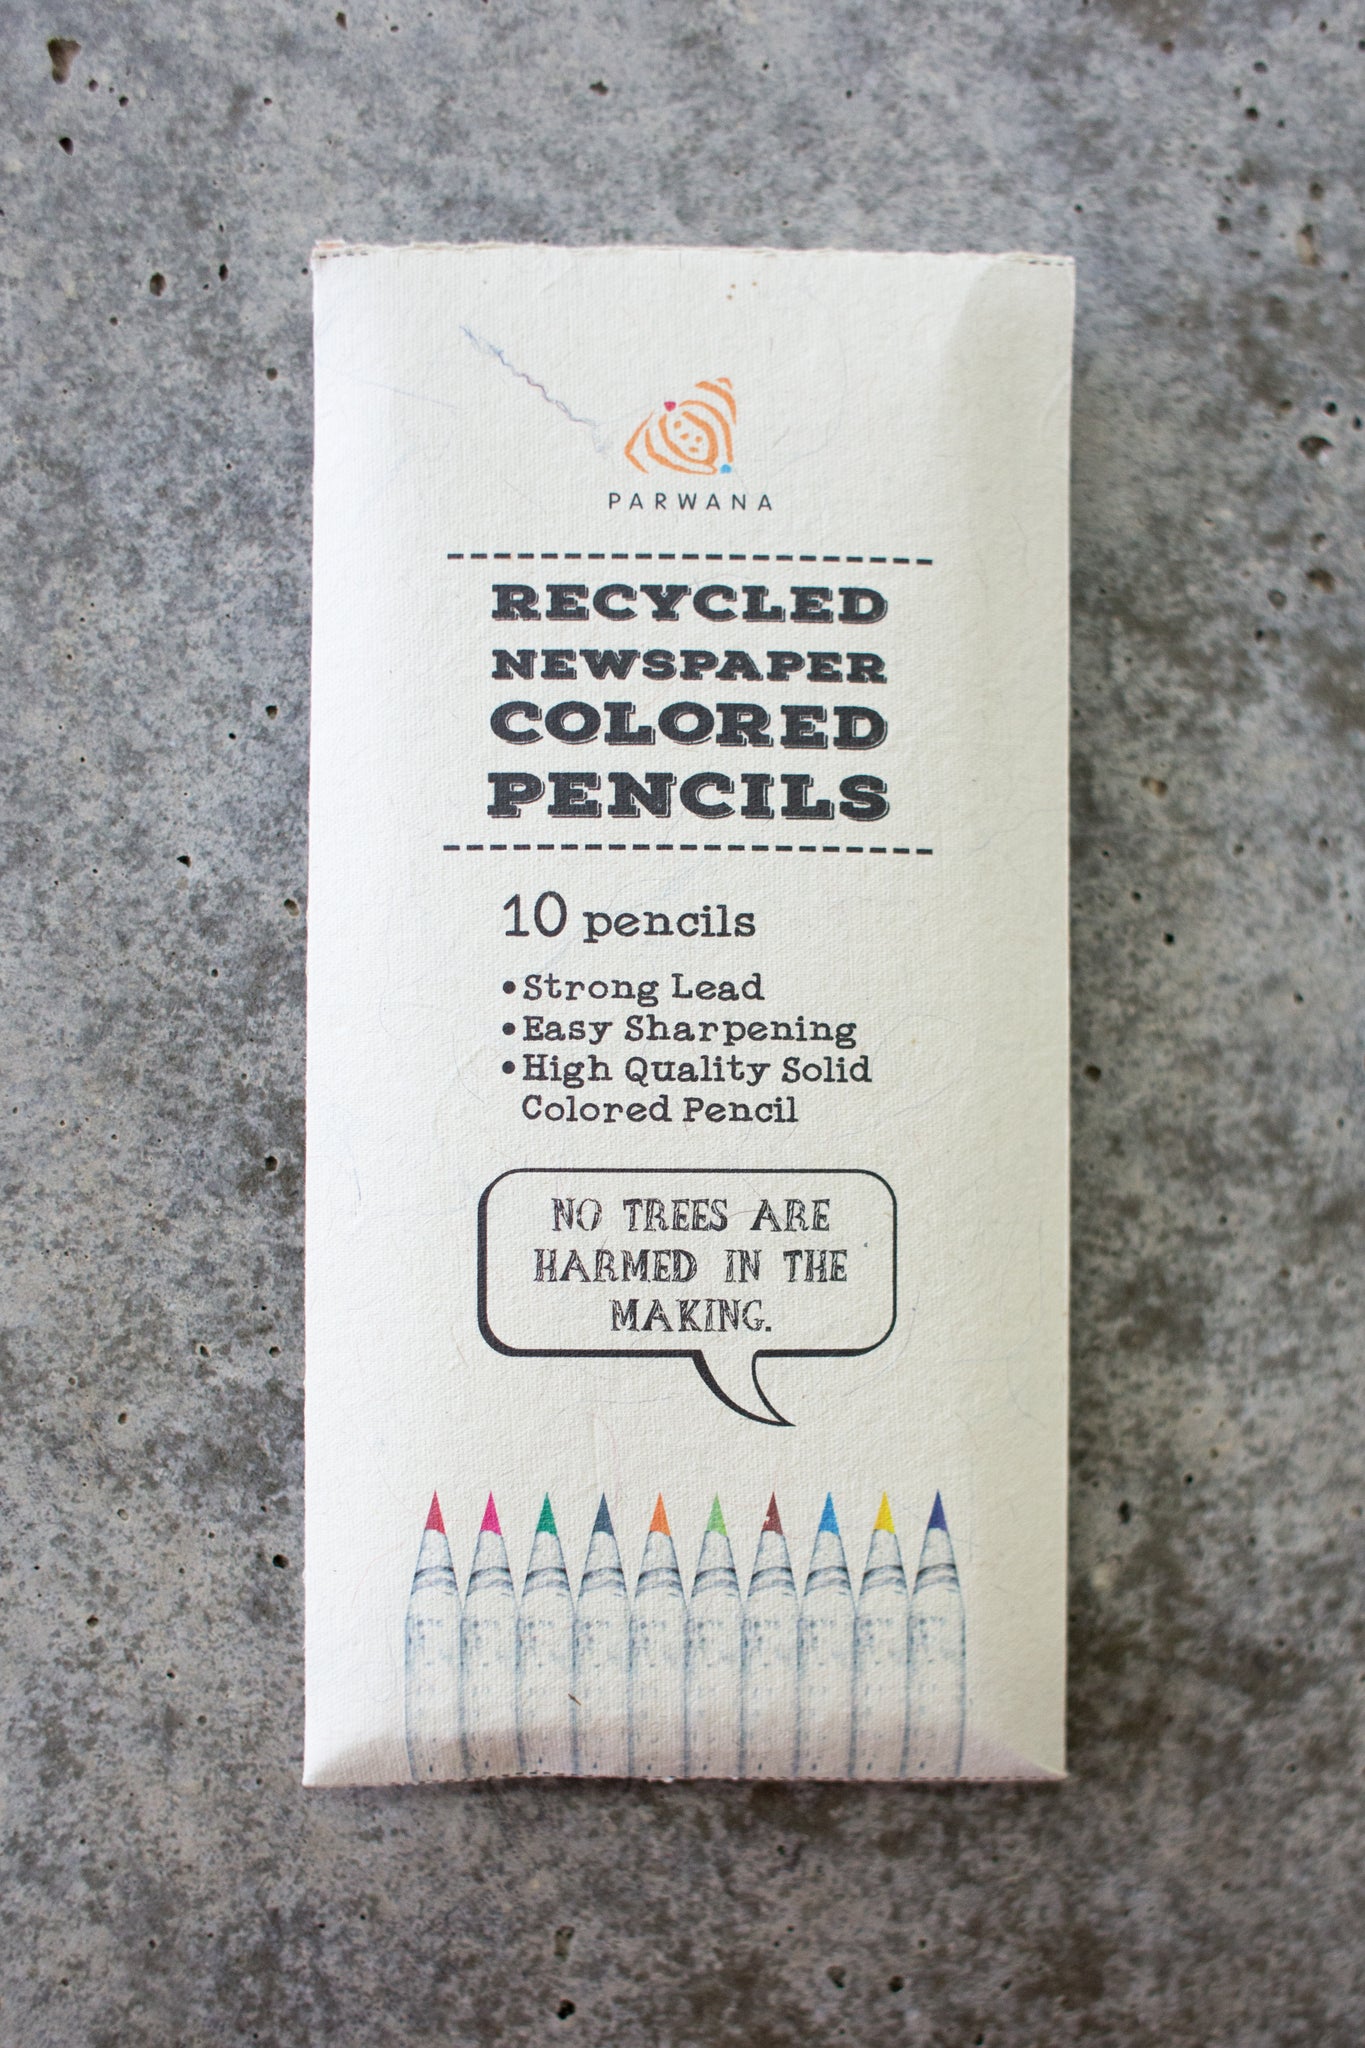 PARWANA
RECYCLED
NEWSPAPER
COLORED
PENCILS
10 pencils
•Strong Lead
•Easy Sharpening
•High Quality Solid
Colored Pencil
NO TREES ARE
HARMED IN THE
MAKING.